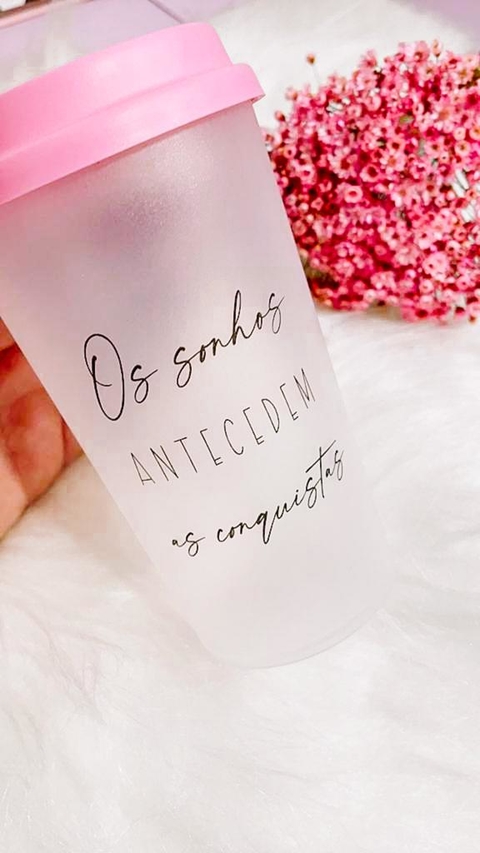 Os sonhos
ANTECEDEM
as conquistas